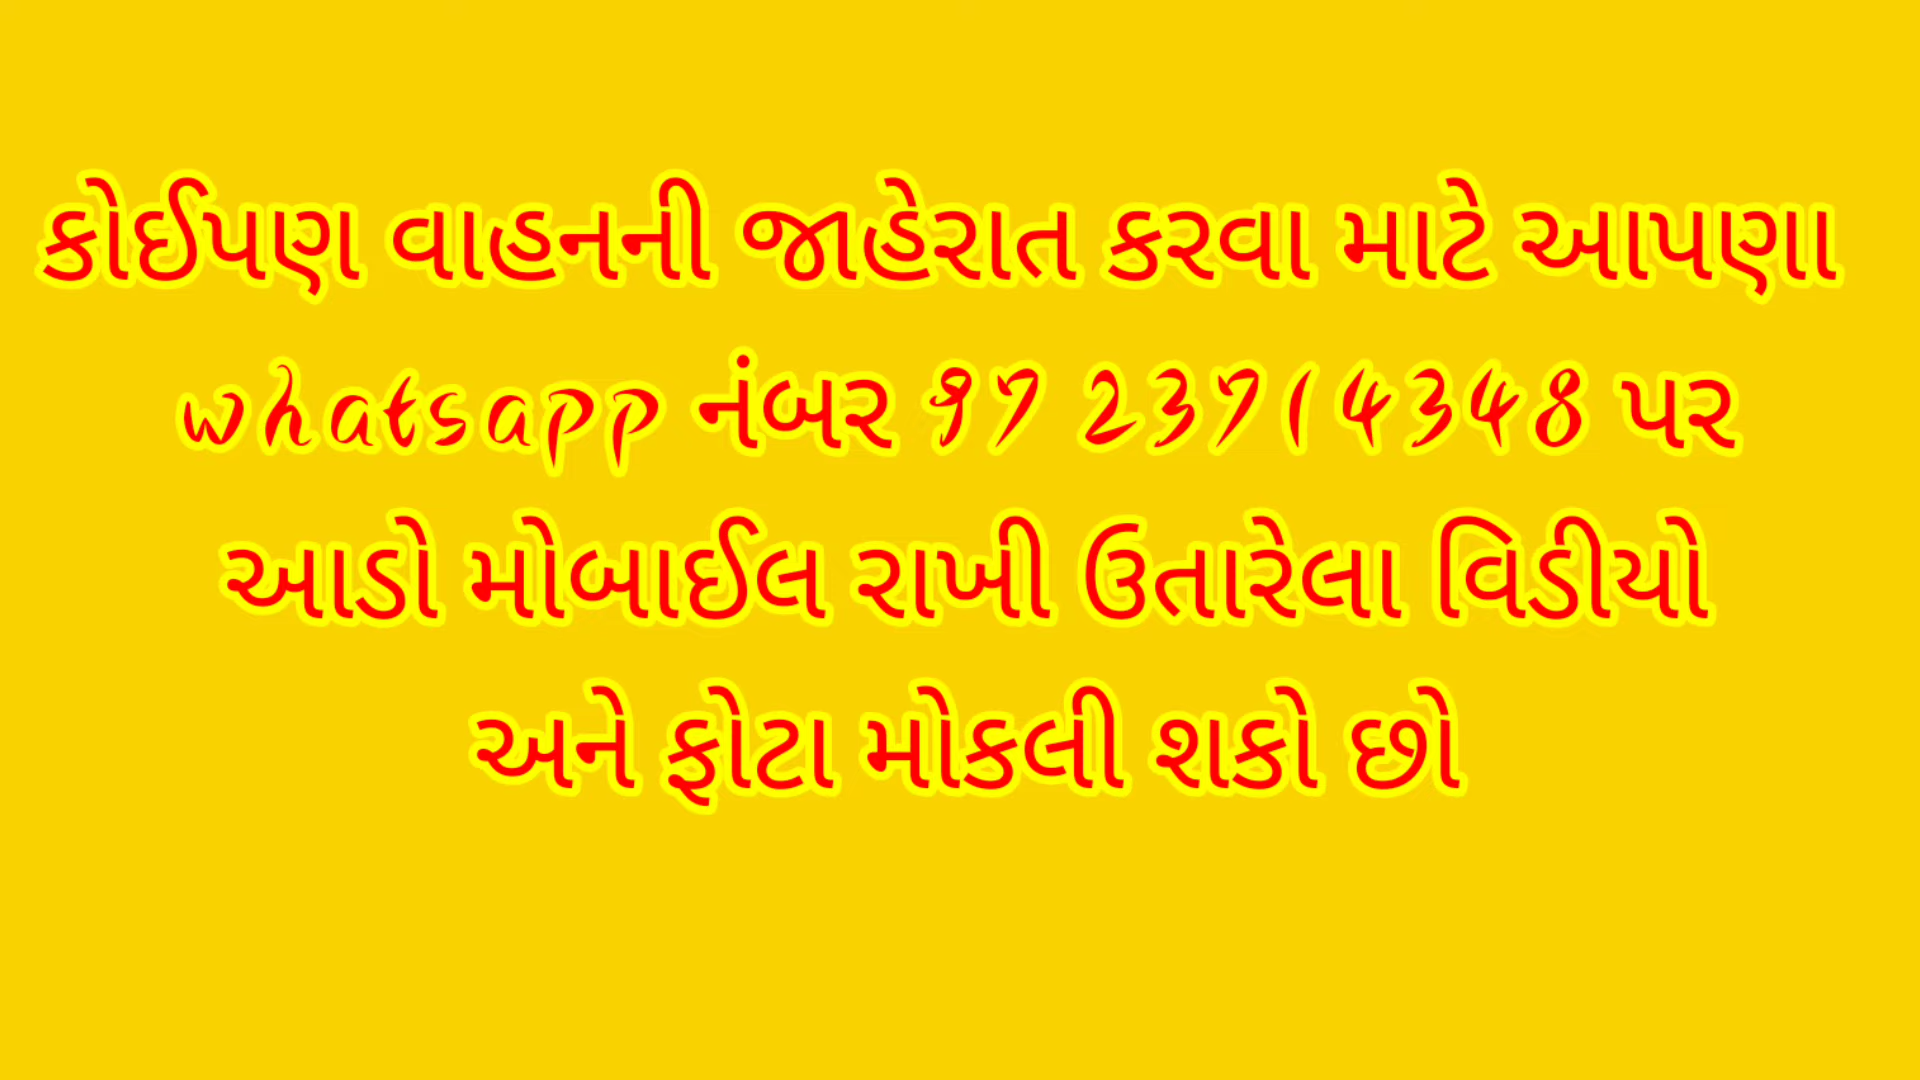 કોઈપણ વાહનની જાહેરાત કરવા માટે આપણા
whatsapp નંબર 97 23714348 પર
આડો મોબાઈલ રાખી ઉતારેલા વિડીયો
અને ફોટા મોકલી શકો છો